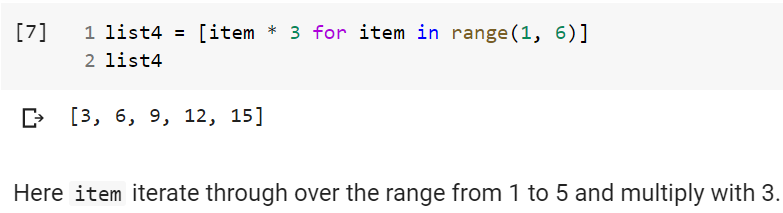 [7] 1 list4 = [item * 3 for item in range(1, 6)]
2 list4
[3, 6, 9, 12, 15]
Here item iterate through over the range from 1 to 5 and multiply with 3.